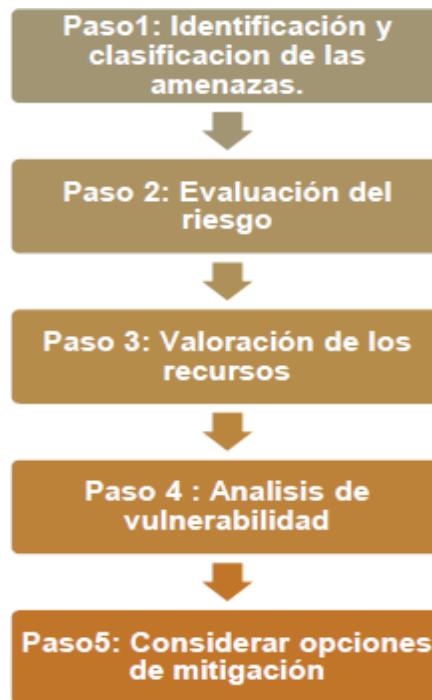 Paso1: Identificación y
clasificacion de las
amenazas.
Paso 2: Evaluación del
riesgo
Paso 3: Valoración de los
recursos
Paso 4 : Analisis de
vulnerabilidad
Paso5: Considerar opciones
de mitigación